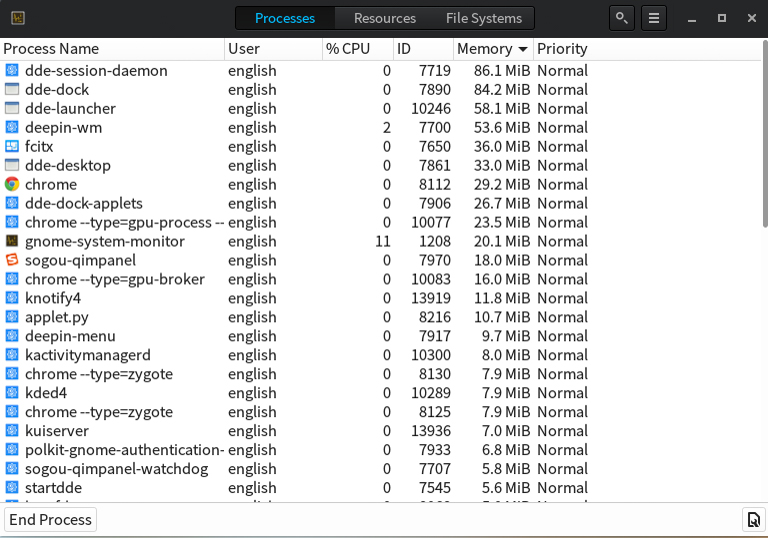 Processes Resources File Systems
Process Name User % CPU ID Memory Priority
dde-session-daemon english 0 7719 86.1 MiB Normal
dde-dock english 0 7890 84.2 MiB Normal
dde-launcher english 0 10246 58.1 MiB Normal
deepin-wm english 2 7700 53.6 MiB Normal
fcitx english 0 7650 36.0 MiB Normal
dde-desktop english 0 7861 33.0 MiB Normal
chrome english 0 8112 29.2 MiB Normal
dde-dock-applets english 0 7906 26.7 MiB Normal
chrome --type=gpu-process -- english 0 10077 23.5 MiB Normal
gnome-system-monitor english 11 1208 20.1 MiB Normal
sogou-qimpanel english 0 7970 18.0 MiB Normal
chrome --type=gpu-broker english 0 10083 16.0 MiB Normal
knotify4 english 0 13919 11.8 MiB Normal
applet.py english 0 8216 10.7 MiB Normal
deepin-menu english 0 7917 9.7 MiB Normal
kactivitymanagerd english 0 10300 8.0 MiB Normal
chrome --type=zygote english 0 8130 7.9 MiB Normal
kded4 english 0 10289 7.9 MiB Normal
chrome --type=zygote english 0 8125 7.9 MiB Normal
kuiserver english 0 13936 7.0 MiB Normal
polkit-gnome-authentication- english 0 7933 6.8 MiB Normal
sogou-qimpanel-watchdog english 0 7707 5.8 MiB Normal
startdde english 0 7545 5.6 MiB Normal
End Process